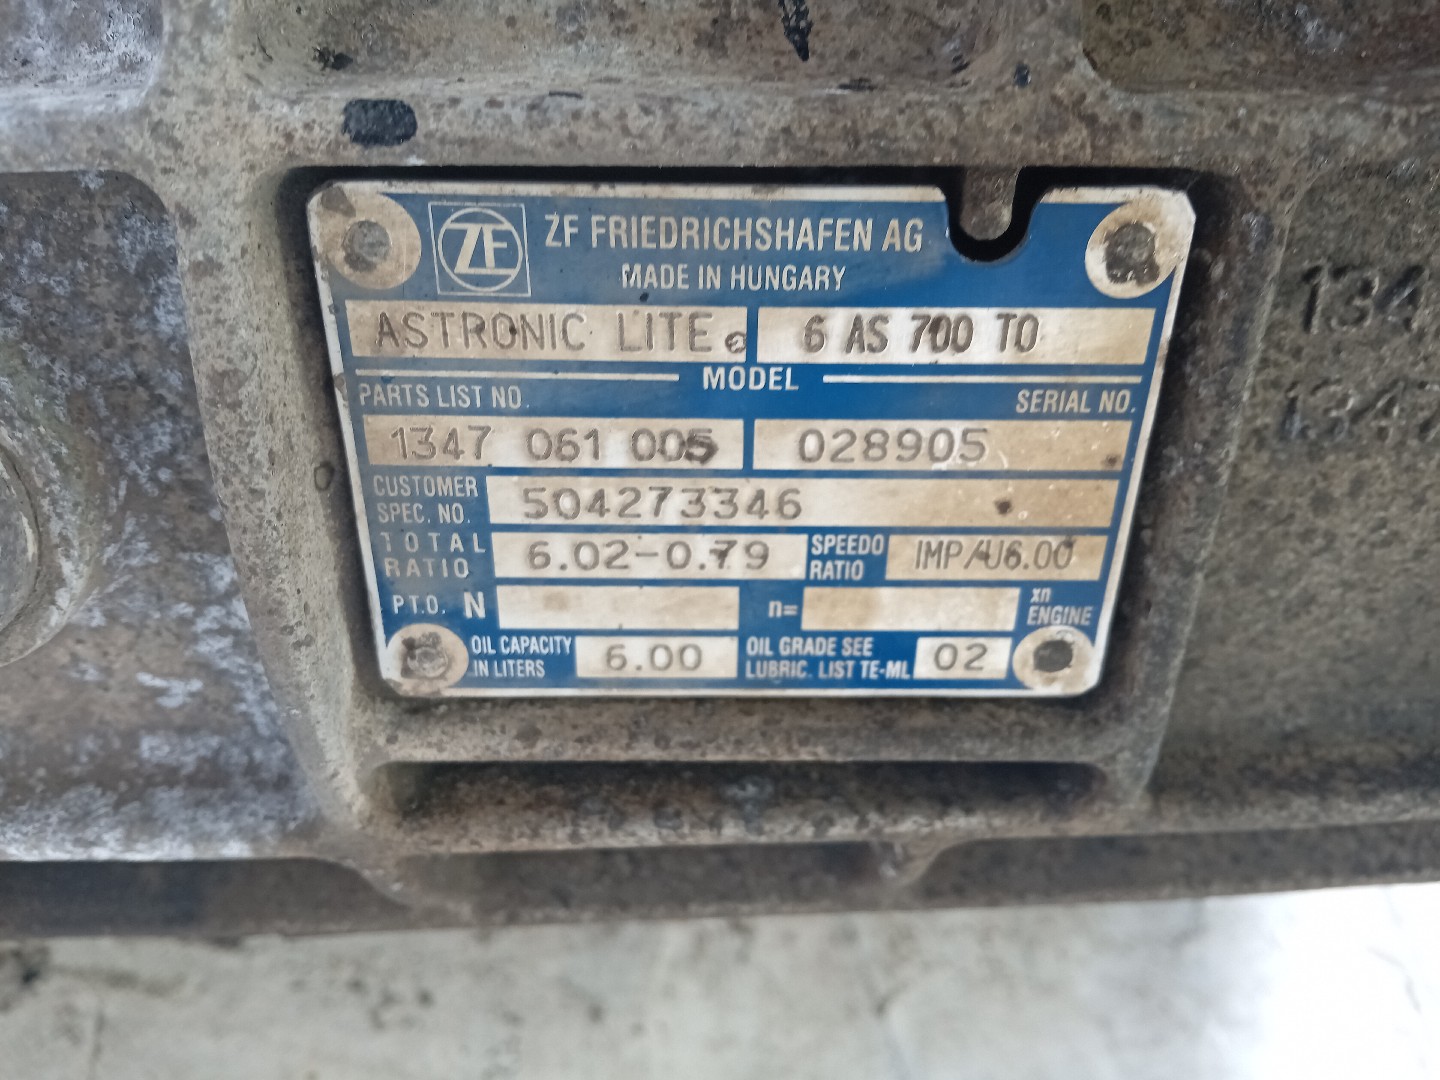 ZF
ZF FRIEDRICHSHAFEN AG
MADE IN HUNGARY
ASTRONIC LITE 6 AS 700 TO
MODEL
PARTS LIST NO. SERIAL NO.
1347 061 005 028905
CUSTOMER SPEC. NO. 504273346
TOTAL RATIO 6.02-0.79 SPEEDO RATIO IMP/U6.00
P.T.O. N n= xn ENGINE
OIL CAPACITY IN LITERS 6.00 OIL GRADE SEE LUBRIC. LIST TE-ML 02
134
1347